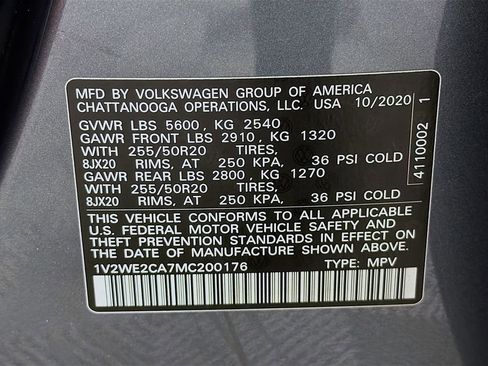 MFD BY VOLKSWAGEN GROUP OF AMERICA
CHATTANOOGA OPERATIONS, LLC. USA 10/2020
GVWR LBS 5600 , KG 2540
GAWR FRONT LBS 2910 , KG 1320
WITH 255/50R20 TIRES,
8JX20 RIMS, AT 250 KPA, 36 PSI COLD
GAWR REAR LBS 2800 , KG 1270
WITH 255/50R20 TIRES,
8JX20 RIMS, AT 250 KPA, 36 PSI COLD
THIS VEHICLE CONFORMS TO ALL APPLICABLE
U.S. FEDERAL MOTOR VEHICLE SAFETY AND
THEFT PREVENTION STANDARDS IN EFFECT ON
THE DATE OF MANUFACTURE SHOWN ABOVE.
1V2WE2CA7MC200176 TYPE: MPV
4110002 1